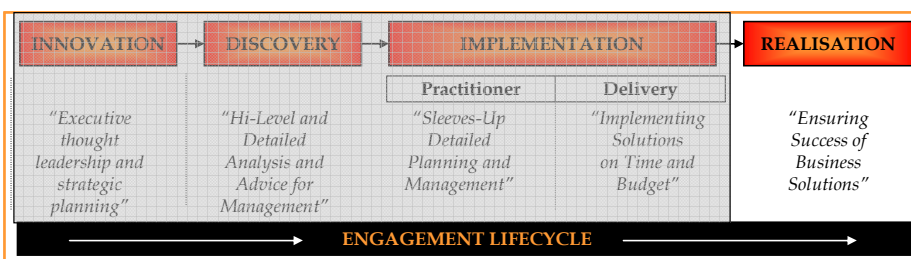 INNOVATION
DISCOVERY
IMPLEMENTATION
REALISATION
Practitioner
Delivery
“Executive
thought
leadership and
strategic
planning”
“Hi-Level and
Detailed
Analysis and
Advice for
Management”
“Sleeves-Up
Detailed
Planning and
Management”
“Implementing
Solutions
on Time and
Budget”
“Ensuring
Success of
Business
Solutions”
ENGAGEMENT LIFECYCLE